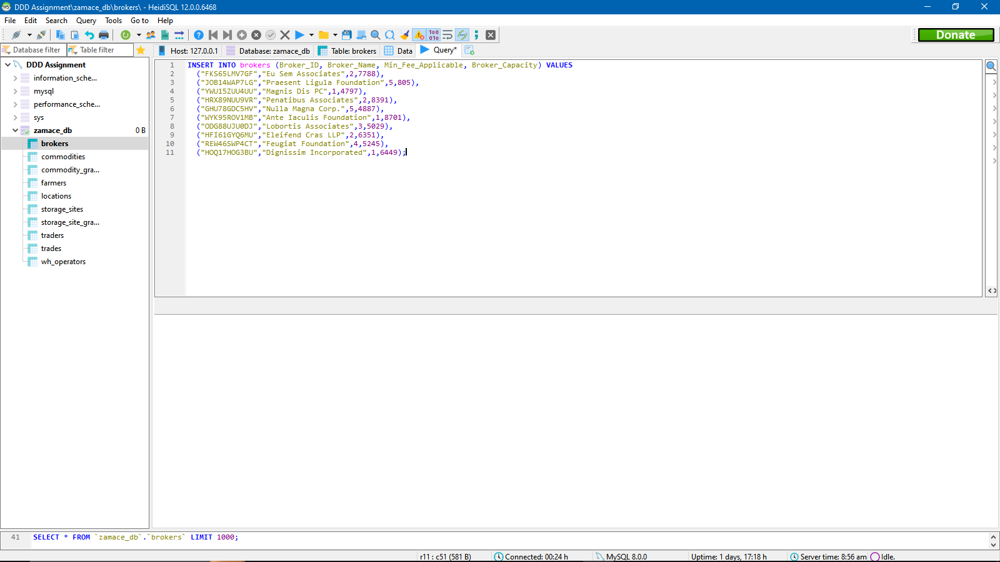 DDD Assignment\zamace_db\brokers\ - HeidiSQL 12.0.0.6468
File Edit Search Query Tools Go to Help
Donate
Database filter Table filter
Host: 127.0.0.1 Database: zamace_db Table: brokers Data Query*
DDD Assignment
information_sche...
mysql
performance_sche...
sys
zamace_db 0 B
brokers
commodities
commodity_gra...
farmers
locations
storage_sites
storage_site_gra...
traders
trades
wh_operators
1 INSERT INTO brokers (Broker_ID, Broker_Name, Min_Fee_Applicable, Broker_Capacity) VALUES
2 ("FKS65LMV7GF","Eu Sem Associates",2,7788),
3 ("JOB14WAP7LG","Praesent Ligula Foundation",5,805),
4 ("YWU15ZUU4UU","Magnis Dis PC",1,4797),
5 ("HRX89NUU9VR","Penatibus Associates",2,8391),
6 ("GHU78GDC5HV","Nulla Magna Corp.",5,4887),
7 ("WYK95ROV1MB","Ante Iaculis Foundation",1,8701),
8 ("ODG88UJU0DJ","Lobortis Associates",3,5029),
9 ("HFI61GYQ6MU","Eleifend Cras LLP",2,6351),
10 ("REW46SWP4CT","Feugiat Foundation",4,5245),
11 ("HOQ17HOG3BU","Dignissim Incorporated",1,6449);
41 SELECT * FROM `zamace_db`.`brokers` LIMIT 1000;
r11 : c51 (581 B) Connected: 00:24 h MySQL 8.0.0 Uptime: 1 days, 17:18 h Server time: 8:56 am Idle.